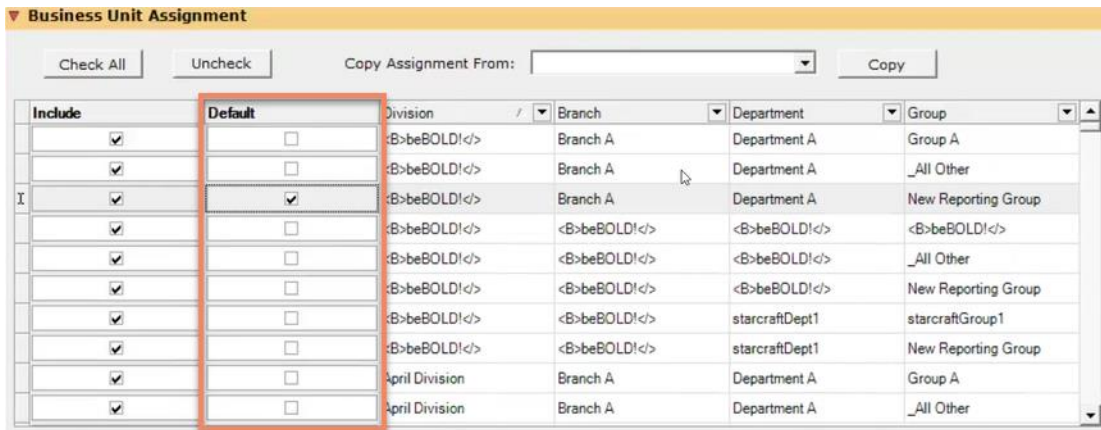 Business Unit Assignment
Check All Uncheck Copy Assignment From: Copy
Include Default Division Branch Department Group
<B>beBOLD!</> Branch A Department A Group A
<B>beBOLD!</> Branch A Department A _All Other
<B>beBOLD!</> Branch A Department A New Reporting Group
<B>beBOLD!</> <B>beBOLD!</> <B>beBOLD!</> <B>beBOLD!</>
<B>beBOLD!</> <B>beBOLD!</> <B>beBOLD!</> _All Other
<B>beBOLD!</> <B>beBOLD!</> <B>beBOLD!</> New Reporting Group
<B>beBOLD!</> <B>beBOLD!</> starcraftDept1 starcraftGroup1
<B>beBOLD!</> <B>beBOLD!</> starcraftDept1 New Reporting Group
April Division Branch A Department A Group A
April Division Branch A Department A _All Other